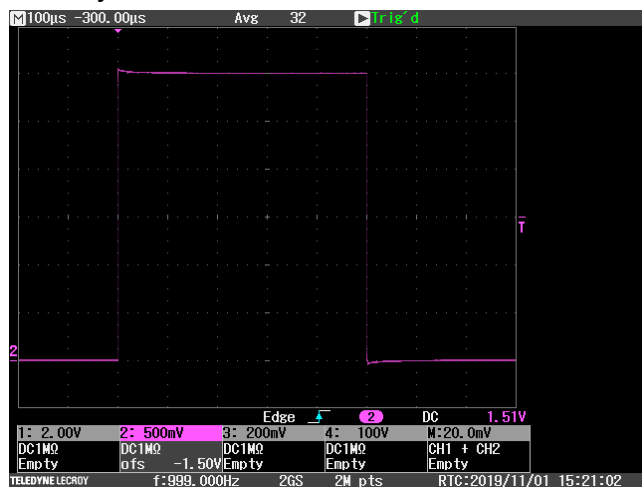 M 100µs -300.00µs Avg 32 Trig'd
T
2
Edge 2 DC 1.51V
1: 2.00V 2: 500mV 3: 200mV 4: 100V M:20.0mV
DC1MΩ DC1MΩ DC1MΩ DC1MΩ CH1 + CH2
Empty ofs -1.50V Empty Empty Empty
TELEDYNE LECROY f:999.000Hz 2GS 2M pts RTC:2019/11/01 15:21:02